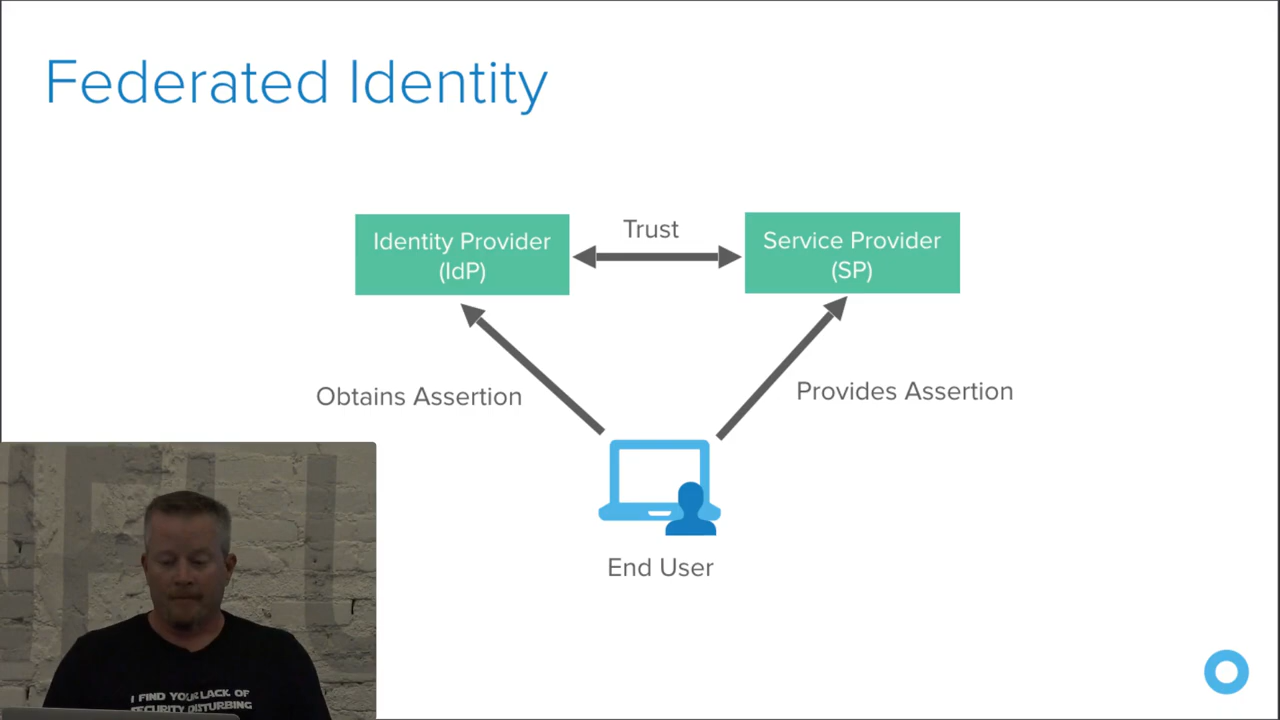 Federated Identity
Identity Provider
(IdP)
Trust
Service Provider
(SP)
Obtains Assertion
Provides Assertion
End User
I FIND YOUR LACK OF
SECURITY DISTURBING